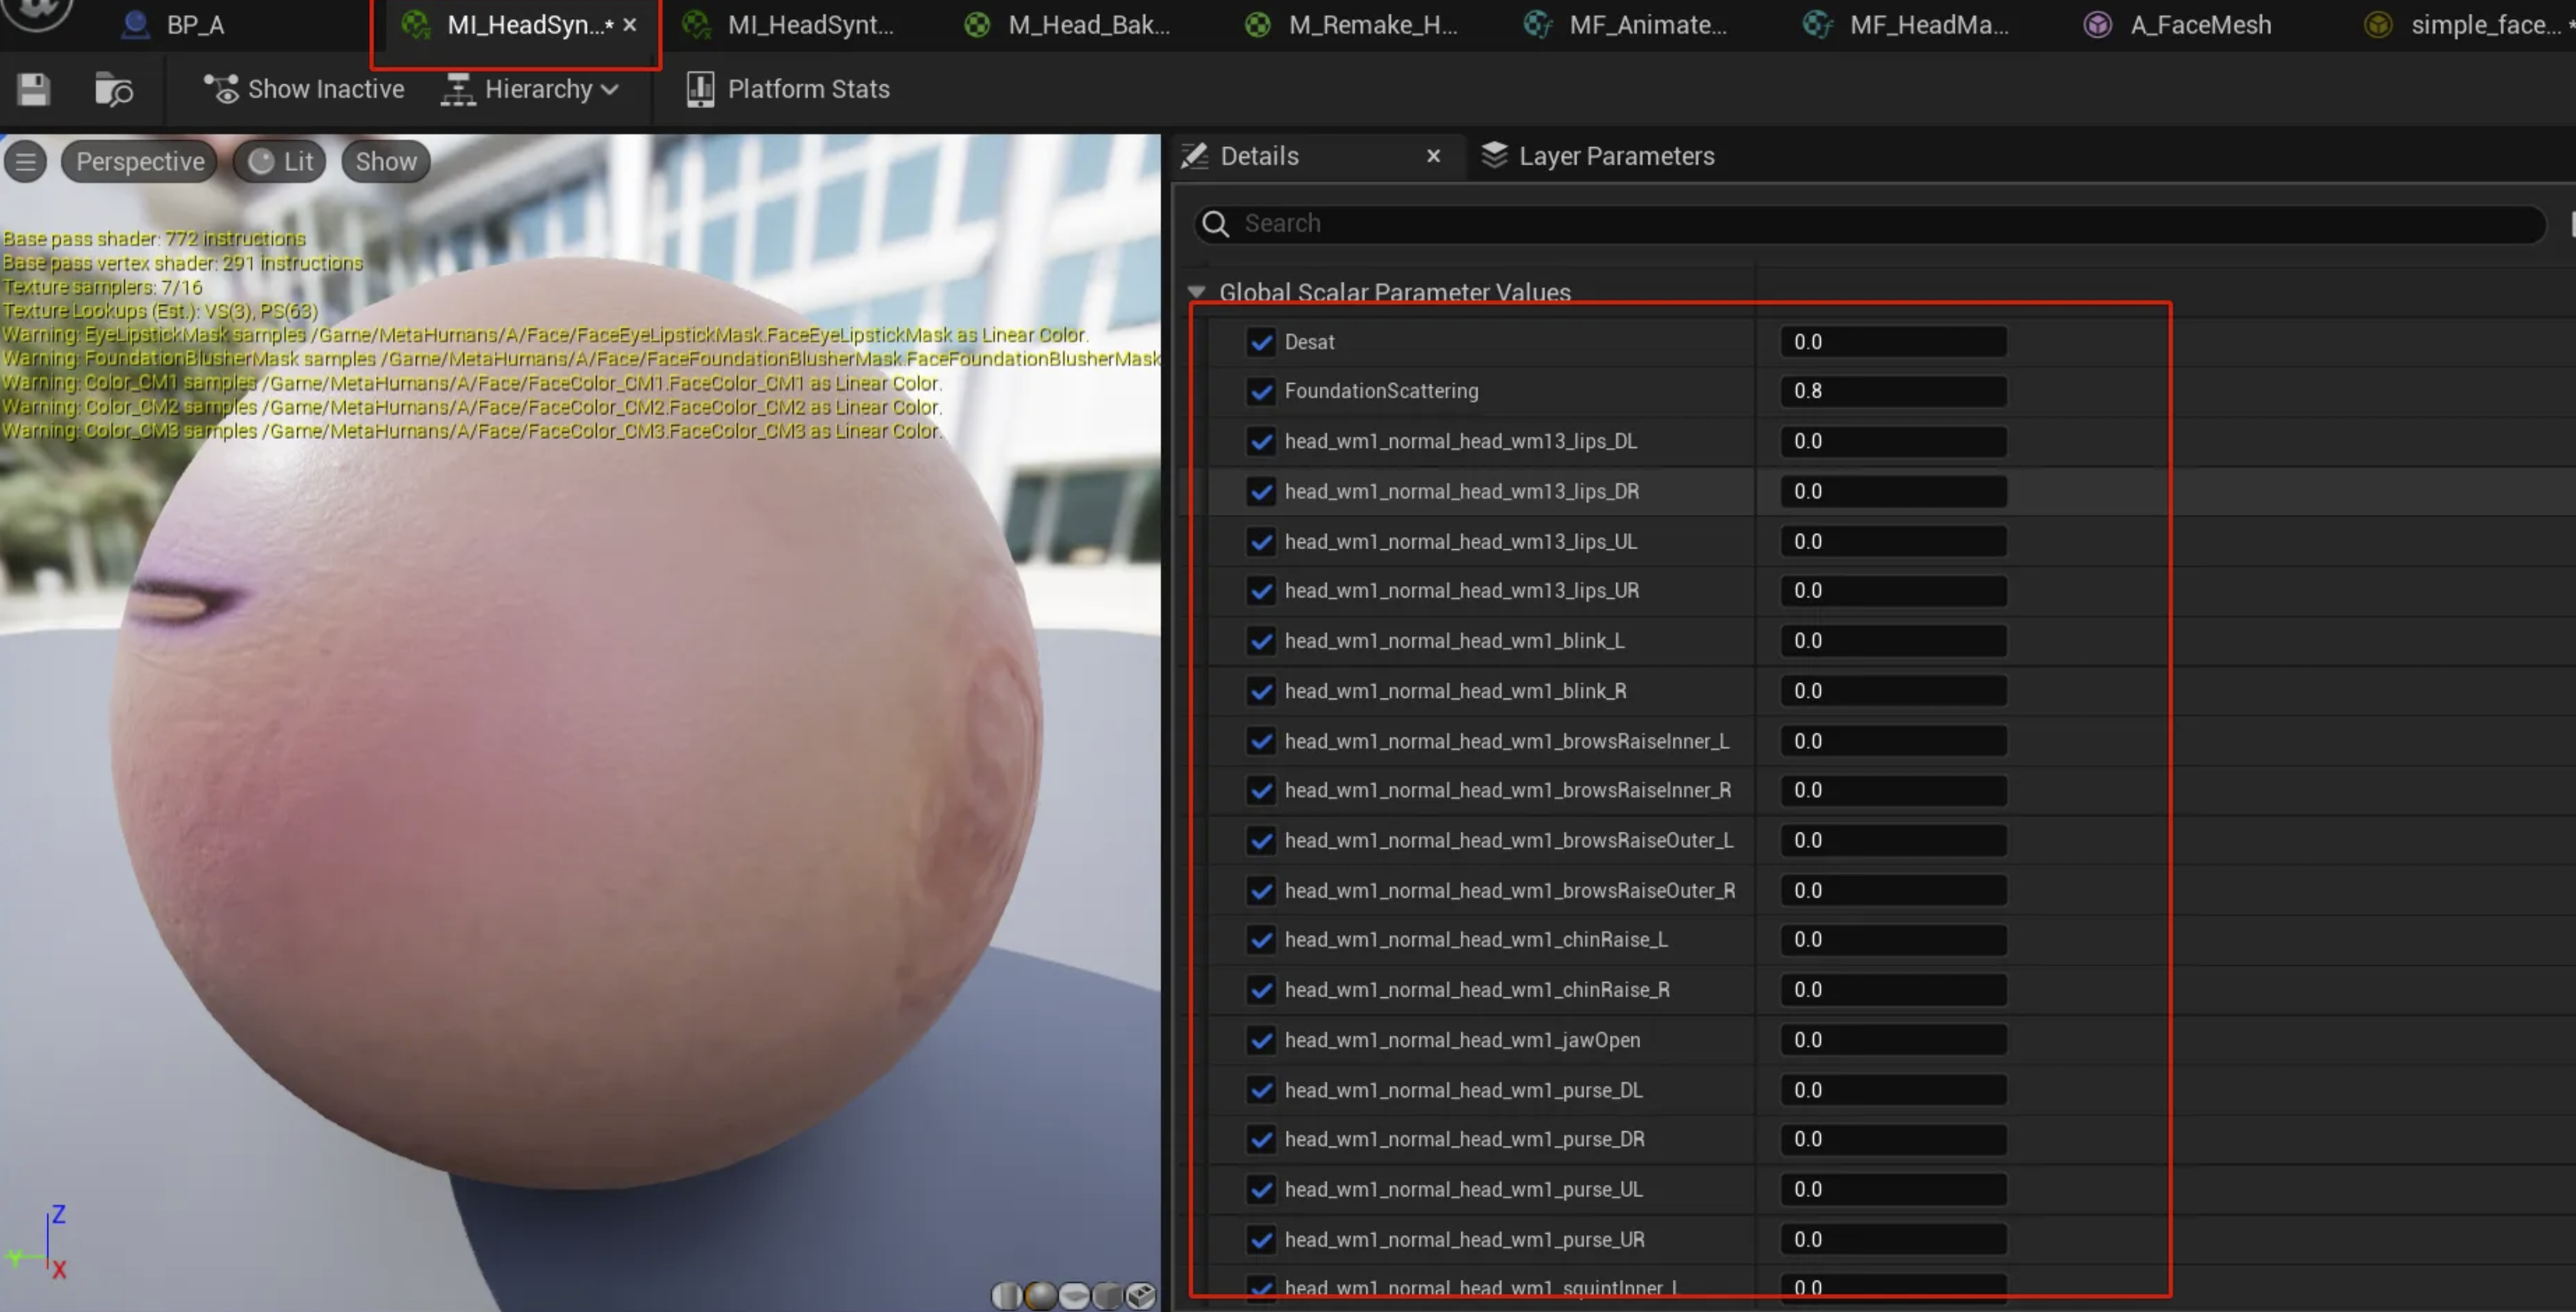 BP_A
MI_HeadSyn...*
MI_HeadSynt...
M_Head_Bak...
M_Remake_H...
MF_Animate...
MF_HeadMa...
A_FaceMesh
simple_face... *
Show Inactive
Hierarchy
Platform Stats
Perspective
Lit
Show
Base pass shader: 772 instructions
Base pass vertex shader: 291 instructions
Texture samplers: 7/16
Texture Lookups (Est.): VS(3), PS(63)
Warning: EyeLipstickMask samples /Game/MetaHumans/A/Face/FaceEyeLipstickMask.FaceEyeLipstickMask as Linear Color.
Warning: FoundationBlusherMask samples /Game/MetaHumans/A/Face/FaceFoundationBlusherMask.FaceFoundationBlusherMask
Warning: Color_CM1 samples /Game/MetaHumans/A/Face/FaceColor_CM1.FaceColor_CM1 as Linear Color.
Warning: Color_CM2 samples /Game/MetaHumans/A/Face/FaceColor_CM2.FaceColor_CM2 as Linear Color.
Warning: Color_CM3 samples /Game/MetaHumans/A/Face/FaceColor_CM3.FaceColor_CM3 as Linear Color.
Z
Y
X
Details
Layer Parameters
Search
Global Scalar Parameter Values
Desat 0.0
FoundationScattering 0.8
head_wm1_normal_head_wm13_lips_DL 0.0
head_wm1_normal_head_wm13_lips_DR 0.0
head_wm1_normal_head_wm13_lips_UL 0.0
head_wm1_normal_head_wm13_lips_UR 0.0
head_wm1_normal_head_wm1_blink_L 0.0
head_wm1_normal_head_wm1_blink_R 0.0
head_wm1_normal_head_wm1_browsRaiseInner_L 0.0
head_wm1_normal_head_wm1_browsRaiseInner_R 0.0
head_wm1_normal_head_wm1_browsRaiseOuter_L 0.0
head_wm1_normal_head_wm1_browsRaiseOuter_R 0.0
head_wm1_normal_head_wm1_chinRaise_L 0.0
head_wm1_normal_head_wm1_chinRaise_R 0.0
head_wm1_normal_head_wm1_jawOpen 0.0
head_wm1_normal_head_wm1_purse_DL 0.0
head_wm1_normal_head_wm1_purse_DR 0.0
head_wm1_normal_head_wm1_purse_UL 0.0
head_wm1_normal_head_wm1_purse_UR 0.0
head_wm1_normal_head_wm1_squintInner_L 0.0